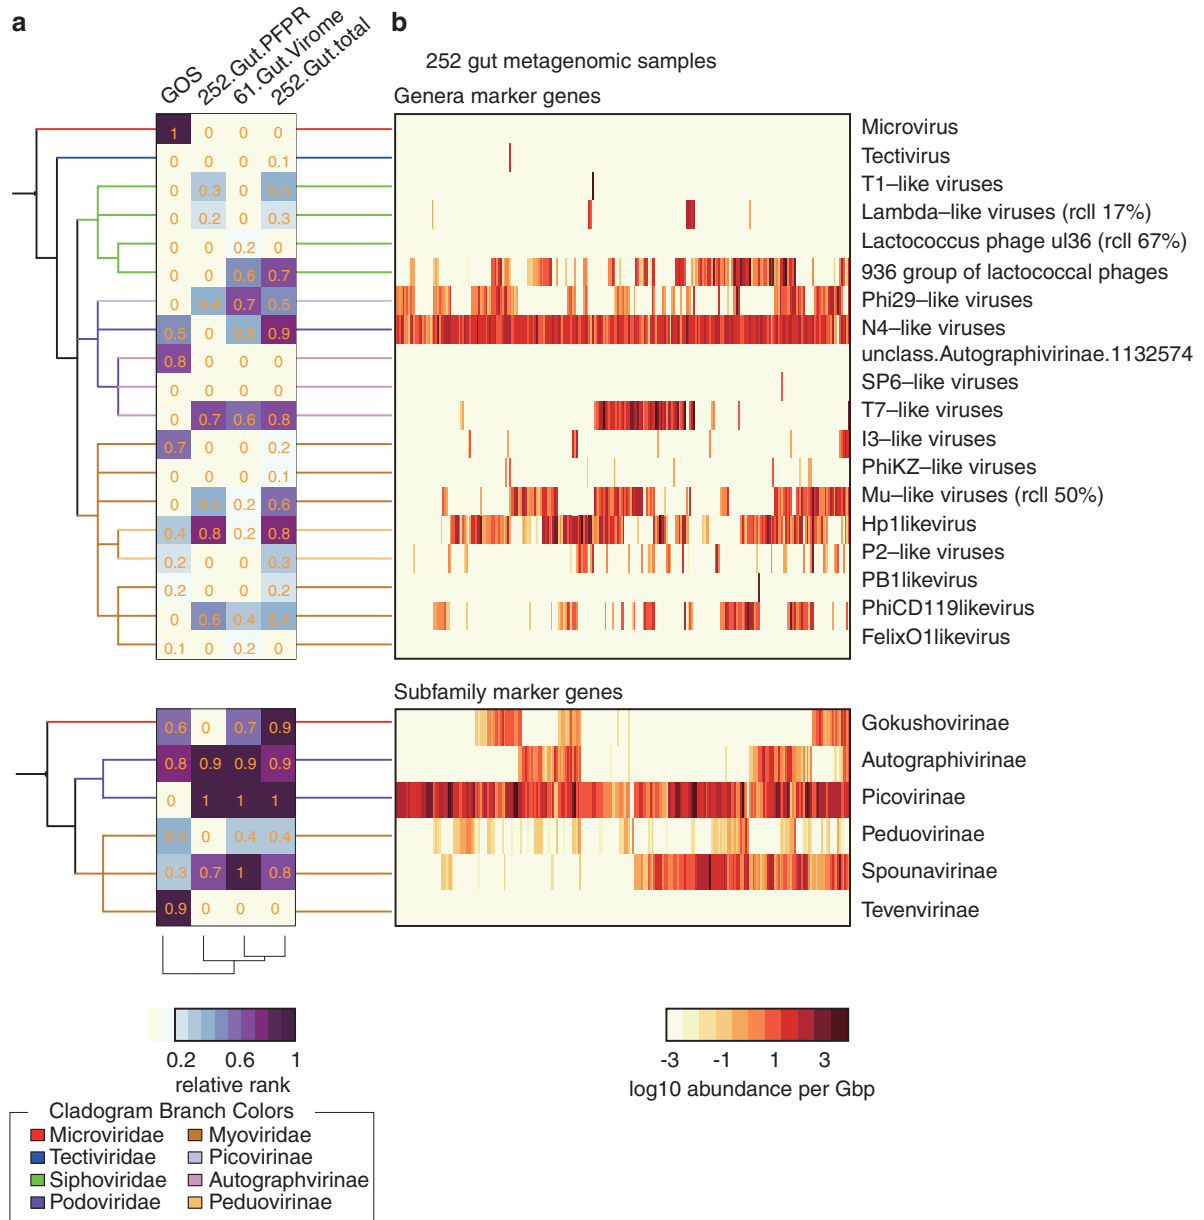 a
b
GOS
252.Gut.PFPR
61.Gut.Virome
252.Gut.total
252 gut metagenomic samples
Genera marker genes
1 0 0 0 Microvirus
0 0 0 0.1 Tectivirus
0 0.3 0 0.5 T1–like viruses
0 0.2 0 0.3 Lambda–like viruses (rcll 17%)
0 0 0.2 0 Lactococcus phage ul36 (rcll 67%)
0 0 0.6 0.7 936 group of lactococcal phages
0 0.4 0.7 0.5 Phi29–like viruses
0.5 0 0.5 0.9 N4–like viruses
0.8 0 0 0 unclass.Autographivirinae.1132574
0 0 0 0 SP6–like viruses
0 0.7 0.6 0.8 T7–like viruses
0.7 0 0 0.2 I3–like viruses
0 0 0 0.1 PhiKZ–like viruses
0 0.5 0.2 0.6 Mu–like viruses (rcll 50%)
0.4 0.8 0.2 0.8 Hp1likevirus
0.2 0 0 0.3 P2–like viruses
0.2 0 0 0.2 PB1likevirus
0 0.6 0.4 0.4 PhiCD119likevirus
0.1 0 0.2 0 FelixO1likevirus
Subfamily marker genes
0.6 0 0.7 0.9 Gokushovirinae
0.8 0.9 0.9 0.9 Autographivirinae
0 1 1 1 Picovirinae
0.5 0 0.4 0.4 Peduovirinae
0.3 0.7 1 0.8 Spounavirinae
0.9 0 0 0 Tevenvirinae
0.2 0.6 1
relative rank
-3 -1 1 3
log10 abundance per Gbp
Cladogram Branch Colors
Microviridae Myoviridae
Tectiviridae Picovirinae
Siphoviridae Autographvirinae
Podoviridae Peduovirinae